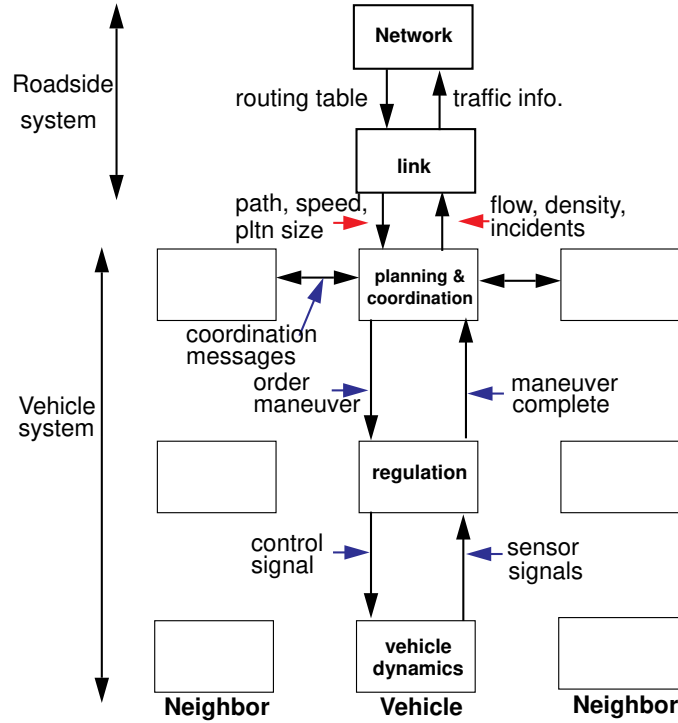 Network
Roadside
system
routing table
traffic info.
link
path, speed,
pltn size
flow, density,
incidents
planning &
coordination
coordination
messages
order
maneuver
maneuver
complete
Vehicle
system
regulation
control
signal
sensor
signals
vehicle
dynamics
Neighbor
Vehicle
Neighbor